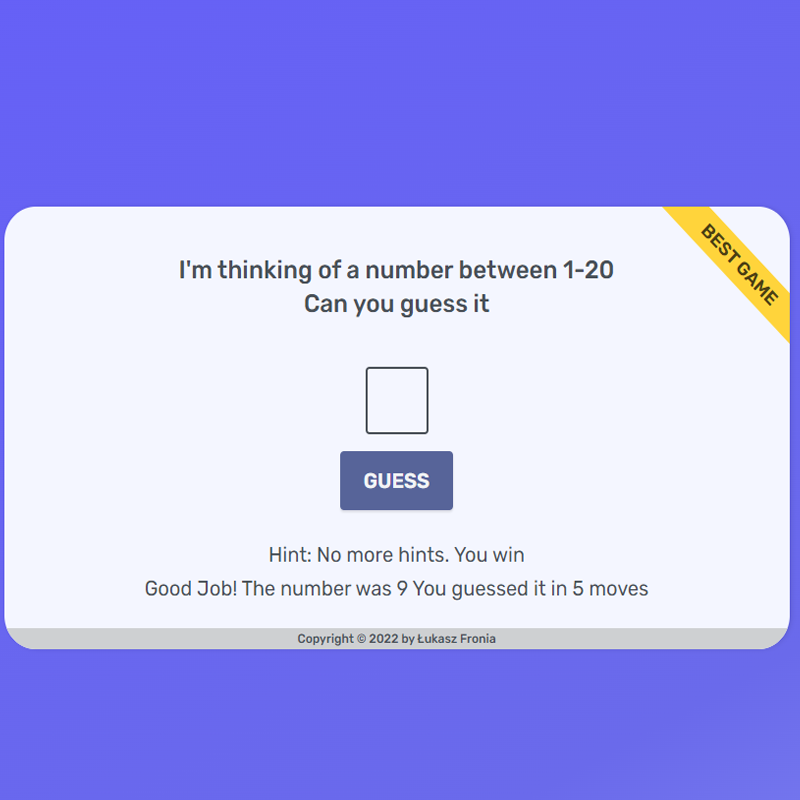 BEST GAME
I'm thinking of a number between 1-20
Can you guess it
GUESS
Hint: No more hints. You win
Good Job! The number was 9 You guessed it in 5 moves
Copyright © 2022 by Łukasz Fronia